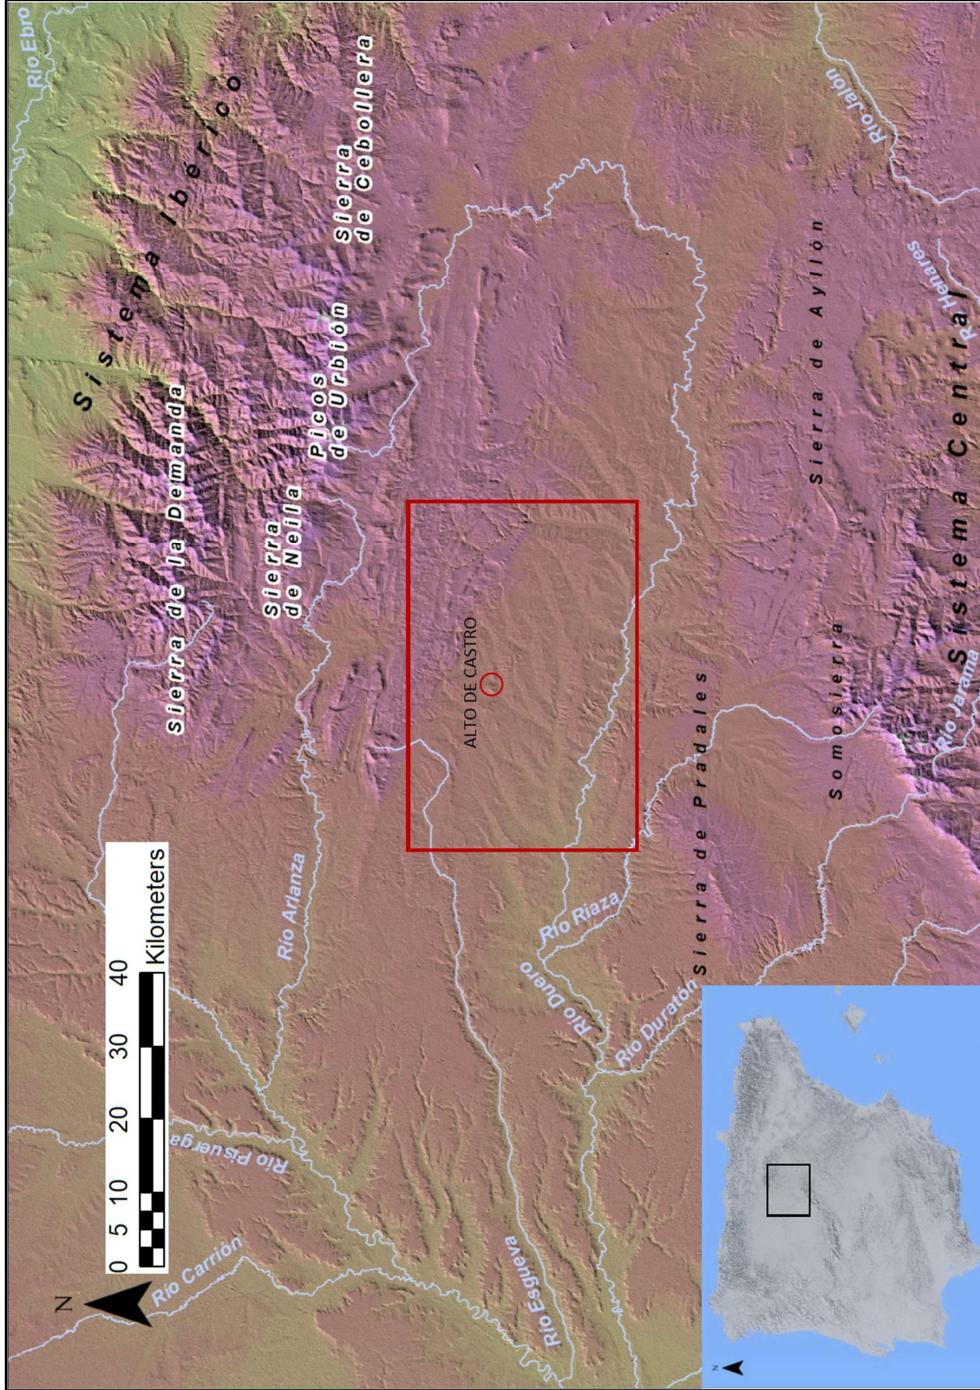 Río Ebro
Sistema Ibérico
Sierra
de Cebollera
Río Jalón
Sierra de la Demanda
Picos
de Urbión
Sierra
de Neila
Río Henares
Sierra de Ayllón
Sistema Central
ALTO DE CASTRO
Río Jarama
Somosierra
Sierra de Pradales
Río Arlanza
Río Riaza
Río Duero
Río Duratón
Río Pisuerga
Río Carrión
Río Esgueva
0 5 10 20 30 40
Kilometers
N
N